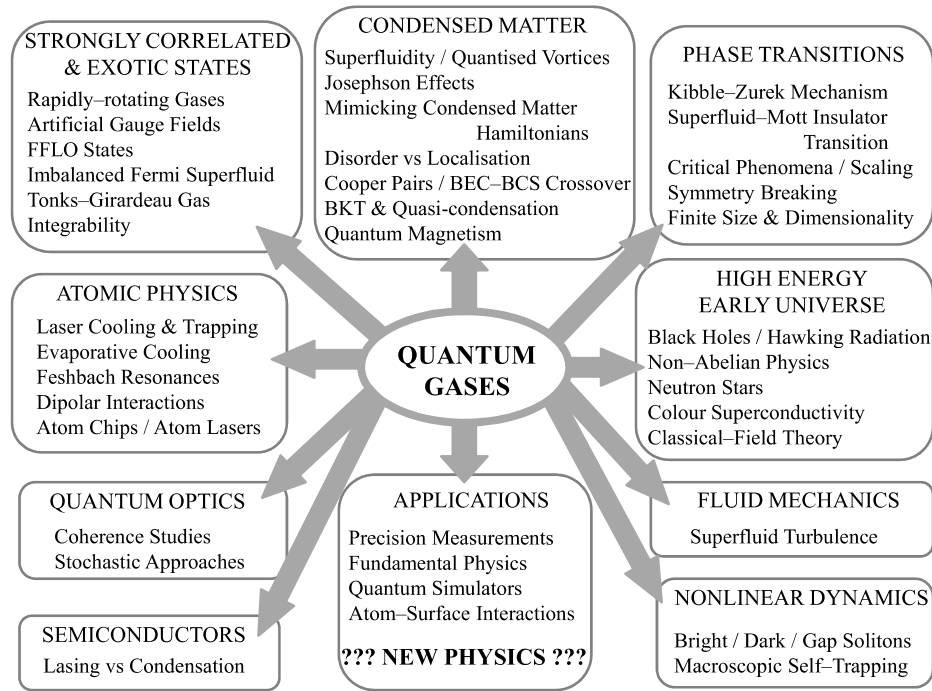 STRONGLY CORRELATED
& EXOTIC STATES
Rapidly–rotating Gases
Artificial Gauge Fields
FFLO States
Imbalanced Fermi Superfluid
Tonks–Girardeau Gas
Integrability
CONDENSED MATTER
Superfluidity / Quantised Vortices
Josephson Effects
Mimicking Condensed Matter
Hamiltonians
Disorder vs Localisation
Cooper Pairs / BEC–BCS Crossover
BKT & Quasi-condensation
Quantum Magnetism
PHASE TRANSITIONS
Kibble–Zurek Mechanism
Superfluid–Mott Insulator
Transition
Critical Phenomena / Scaling
Symmetry Breaking
Finite Size & Dimensionality
ATOMIC PHYSICS
Laser Cooling & Trapping
Evaporative Cooling
Feshbach Resonances
Dipolar Interactions
Atom Chips / Atom Lasers
QUANTUM
GASES
HIGH ENERGY
EARLY UNIVERSE
Black Holes / Hawking Radiation
Non–Abelian Physics
Neutron Stars
Colour Superconductivity
Classical–Field Theory
QUANTUM OPTICS
Coherence Studies
Stochastic Approaches
APPLICATIONS
Precision Measurements
Fundamental Physics
Quantum Simulators
Atom–Surface Interactions
??? NEW PHYSICS ???
FLUID MECHANICS
Superfluid Turbulence
SEMICONDUCTORS
Lasing vs Condensation
NONLINEAR DYNAMICS
Bright / Dark / Gap Solitons
Macroscopic Self–Trapping